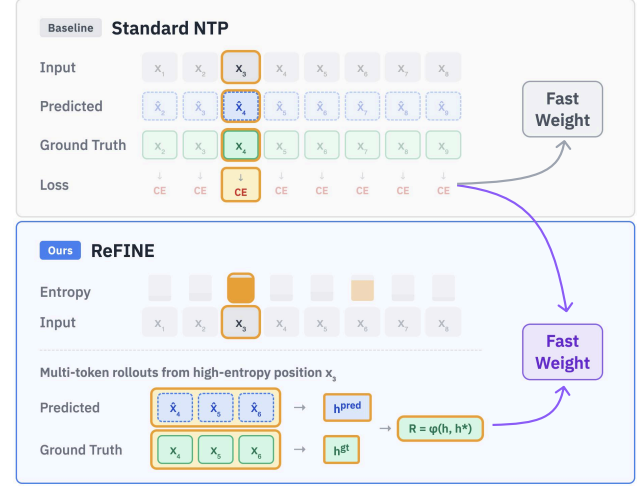 Baseline Standard NTP
Input x₁ x₂ x₃ x₄ x₅ x₆ x₇ x₈
Predicted x̂₂ x̂₃ x̂₄ x̂₅ x̂₆ x̂₇ x̂₈ x̂₉
Ground Truth x₂ x₃ x₄ x₅ x₆ x₇ x₈ x₉
Loss ↓ ↓ ↓ ↓ ↓ ↓ ↓ ↓
CE CE CE CE CE CE CE CE
Fast
Weight
Ours ReFINE
Entropy
Input x₁ x₂ x₃ x₄ x₅ x₆ x₇ x₈
Fast
Weight
Multi-token rollouts from high-entropy position x₃
Predicted x̂₄ x̂₅ x̂₆ → hᵖʳᵉᵈ
→ R = φ(h, h*)
Ground Truth x₄ x₅ x₆ → hᵍᵗ